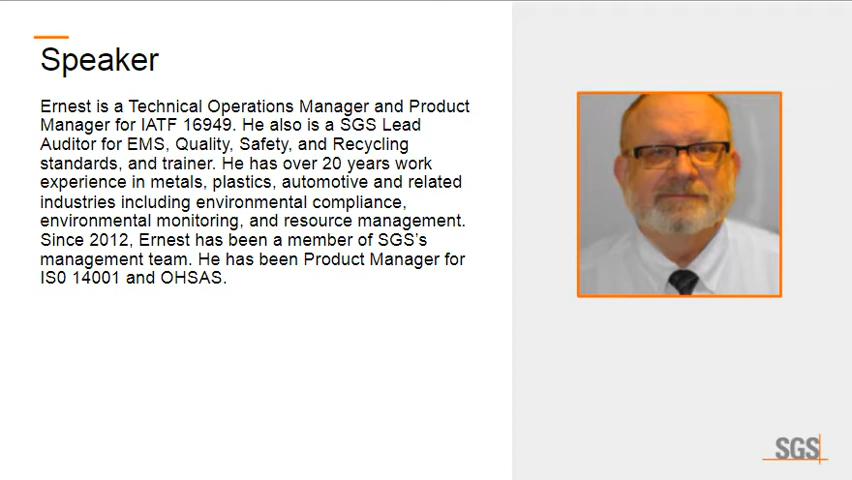 Speaker
Ernest is a Technical Operations Manager and Product
Manager for IATF 16949. He also is a SGS Lead
Auditor for EMS, Quality, Safety, and Recycling
standards, and trainer. He has over 20 years work
experience in metals, plastics, automotive and related
industries including environmental compliance,
environmental monitoring, and resource management.
Since 2012, Ernest has been a member of SGS's
management team. He has been Product Manager for
IS0 14001 and OHSAS.
SGS